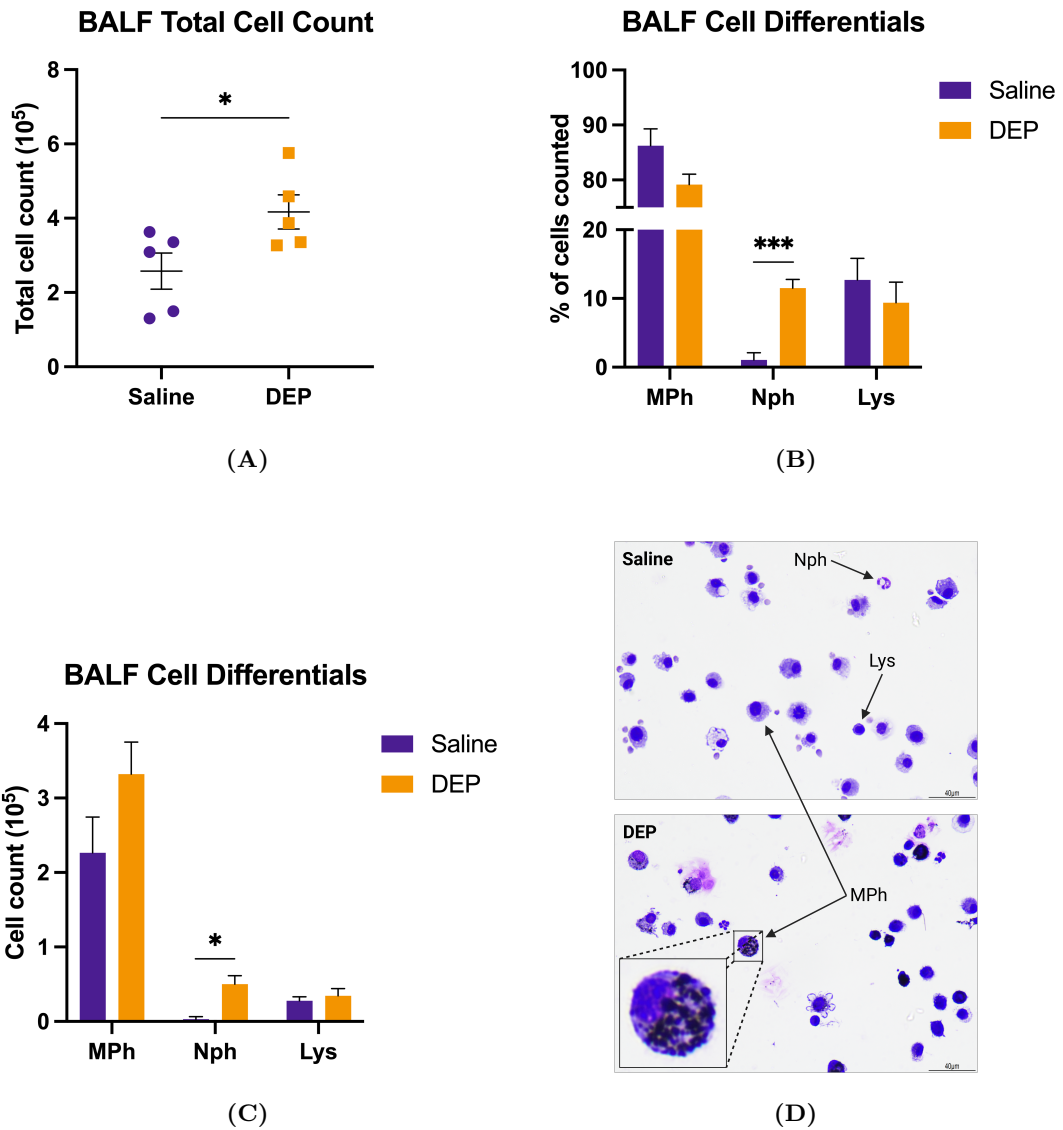 BALF Total Cell Count
Total cell count (10⁵)
8
6
4
2
0
*
Saline
DEP
(A)
BALF Cell Differentials
% of cells counted
100
90
80
20
10
0
***
MPh
Nph
Lys
Saline
DEP
(B)
BALF Cell Differentials
Cell count (10⁵)
4
3
2
1
0
*
MPh
Nph
Lys
Saline
DEP
(C)
Saline
Nph
Lys
40μm
DEP
MPh
40μm
(D)